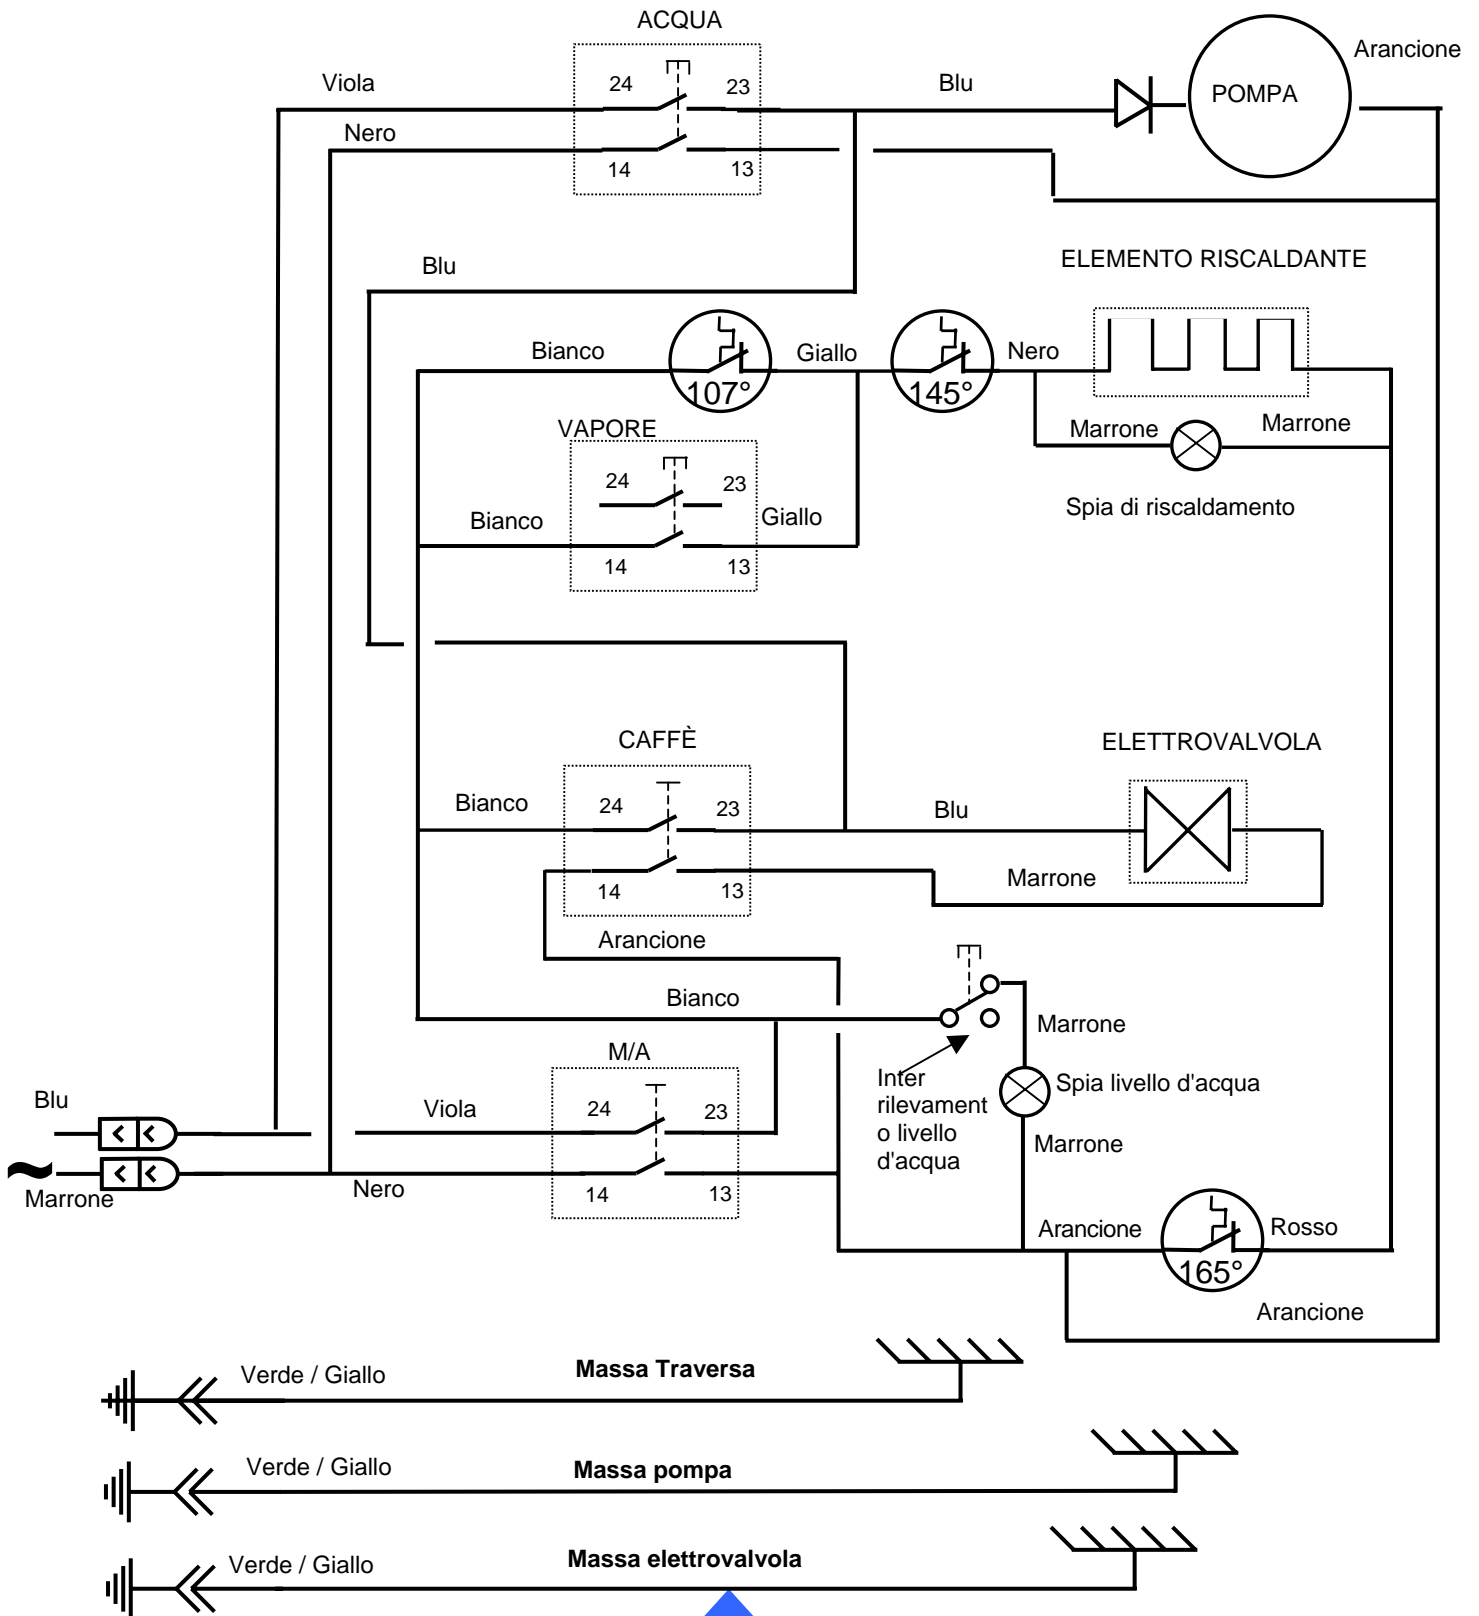 ACQUA
Arancione
Viola
24
23
Blu
POMPA
Nero
14
13
Blu
ELEMENTO RISCALDANTE
Bianco
107°
Giallo
145°
Nero
Marrone
Marrone
VAPORE
24
23
Bianco
Giallo
14
13
Spia di riscaldamento
CAFFÈ
ELETTROVALVOLA
Bianco
24
23
Blu
14
13
Marrone
Arancione
Bianco
Marrone
M/A
Inter
rilevament
o livello
d'acqua
Spia livello d'acqua
Blu
Viola
24
23
Marrone
Marrone
Nero
14
13
Arancione
165°
Rosso
Arancione
Verde / Giallo
Massa Traversa
Verde / Giallo
Massa pompa
Verde / Giallo
Massa elettrovalvola